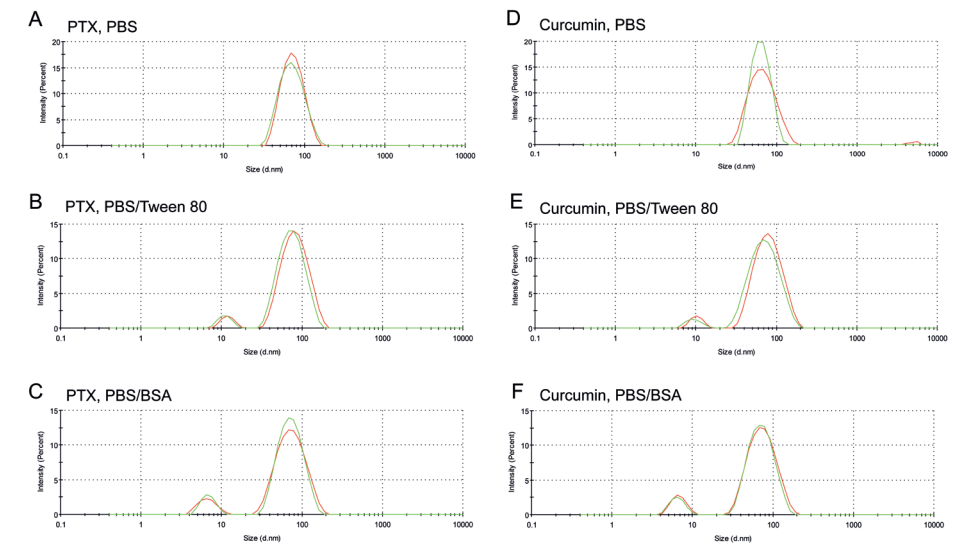 A
PTX, PBS
20
15
10
5
0
Intensity (Percent)
0.1
1
10
100
1000
10000
Size (d.nm)
D
Curcumin, PBS
20
15
10
5
0
Intensity (Percent)
0.1
1
10
100
1000
10000
Size (d.nm)
B
PTX, PBS/Tween 80
15
10
5
0
Intensity (Percent)
0.1
1
10
100
1000
10000
Size (d.nm)
E
Curcumin, PBS/Tween 80
15
10
5
0
Intensity (Percent)
0.1
1
10
100
1000
10000
Size (d.nm)
C
PTX, PBS/BSA
15
10
5
0
Intensity (Percent)
0.1
1
10
100
1000
10000
Size (d.nm)
F
Curcumin, PBS/BSA
15
10
5
0
Intensity (Percent)
0.1
1
10
100
1000
10000
Size (d.nm)